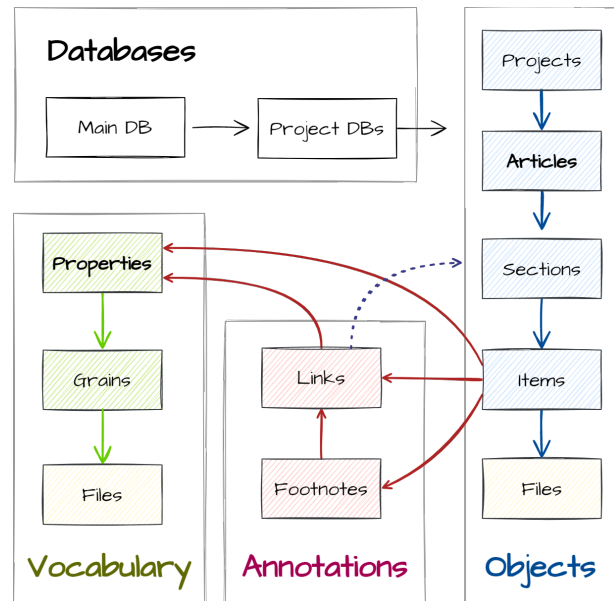 Databases
Main DB
Project DBs
Projects
Articles
Sections
Items
Files
Objects
Properties
Grains
Files
Vocabulary
Links
Footnotes
Annotations